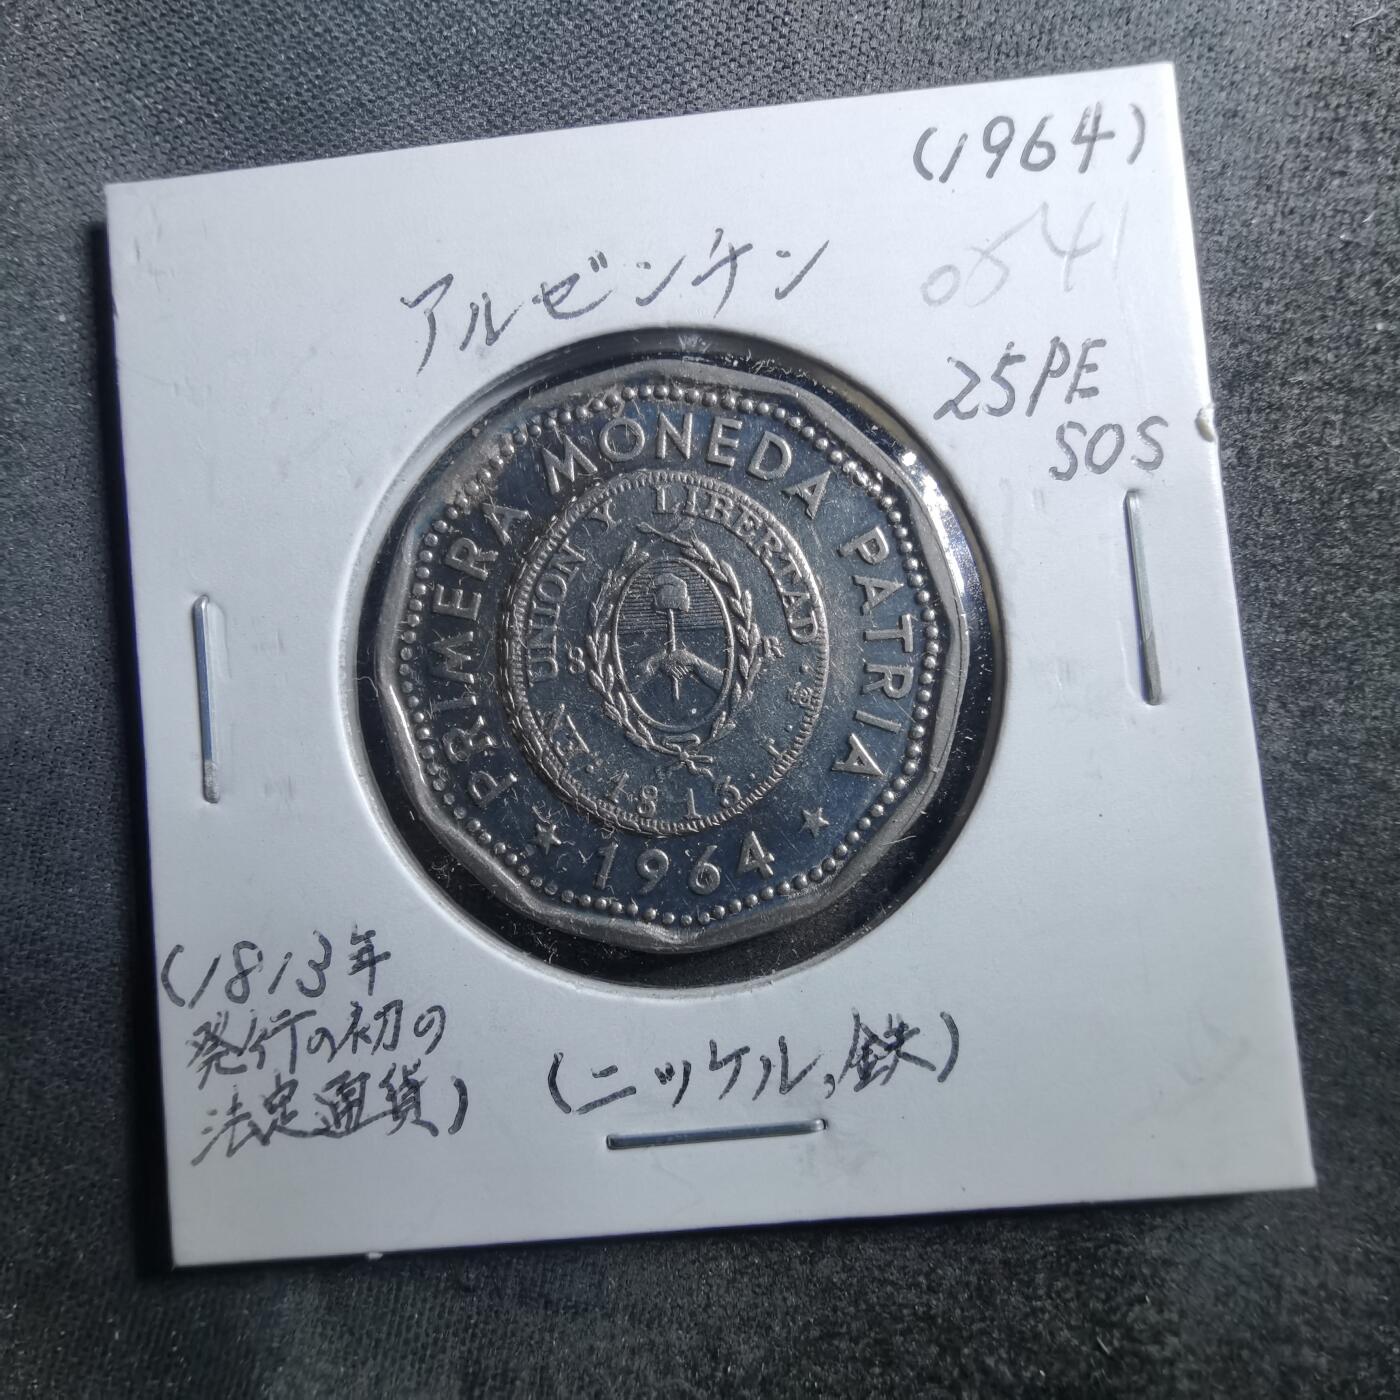 (1964)
0541
アルゼンチン
25PE
SOS
PRIMERA MONEDA PATRIA
UNION Y LIBERTAD
8 R
1813
★ 1964 ★
(1813年
発行の初の
法定通貨)
(ニッケル,鉄)